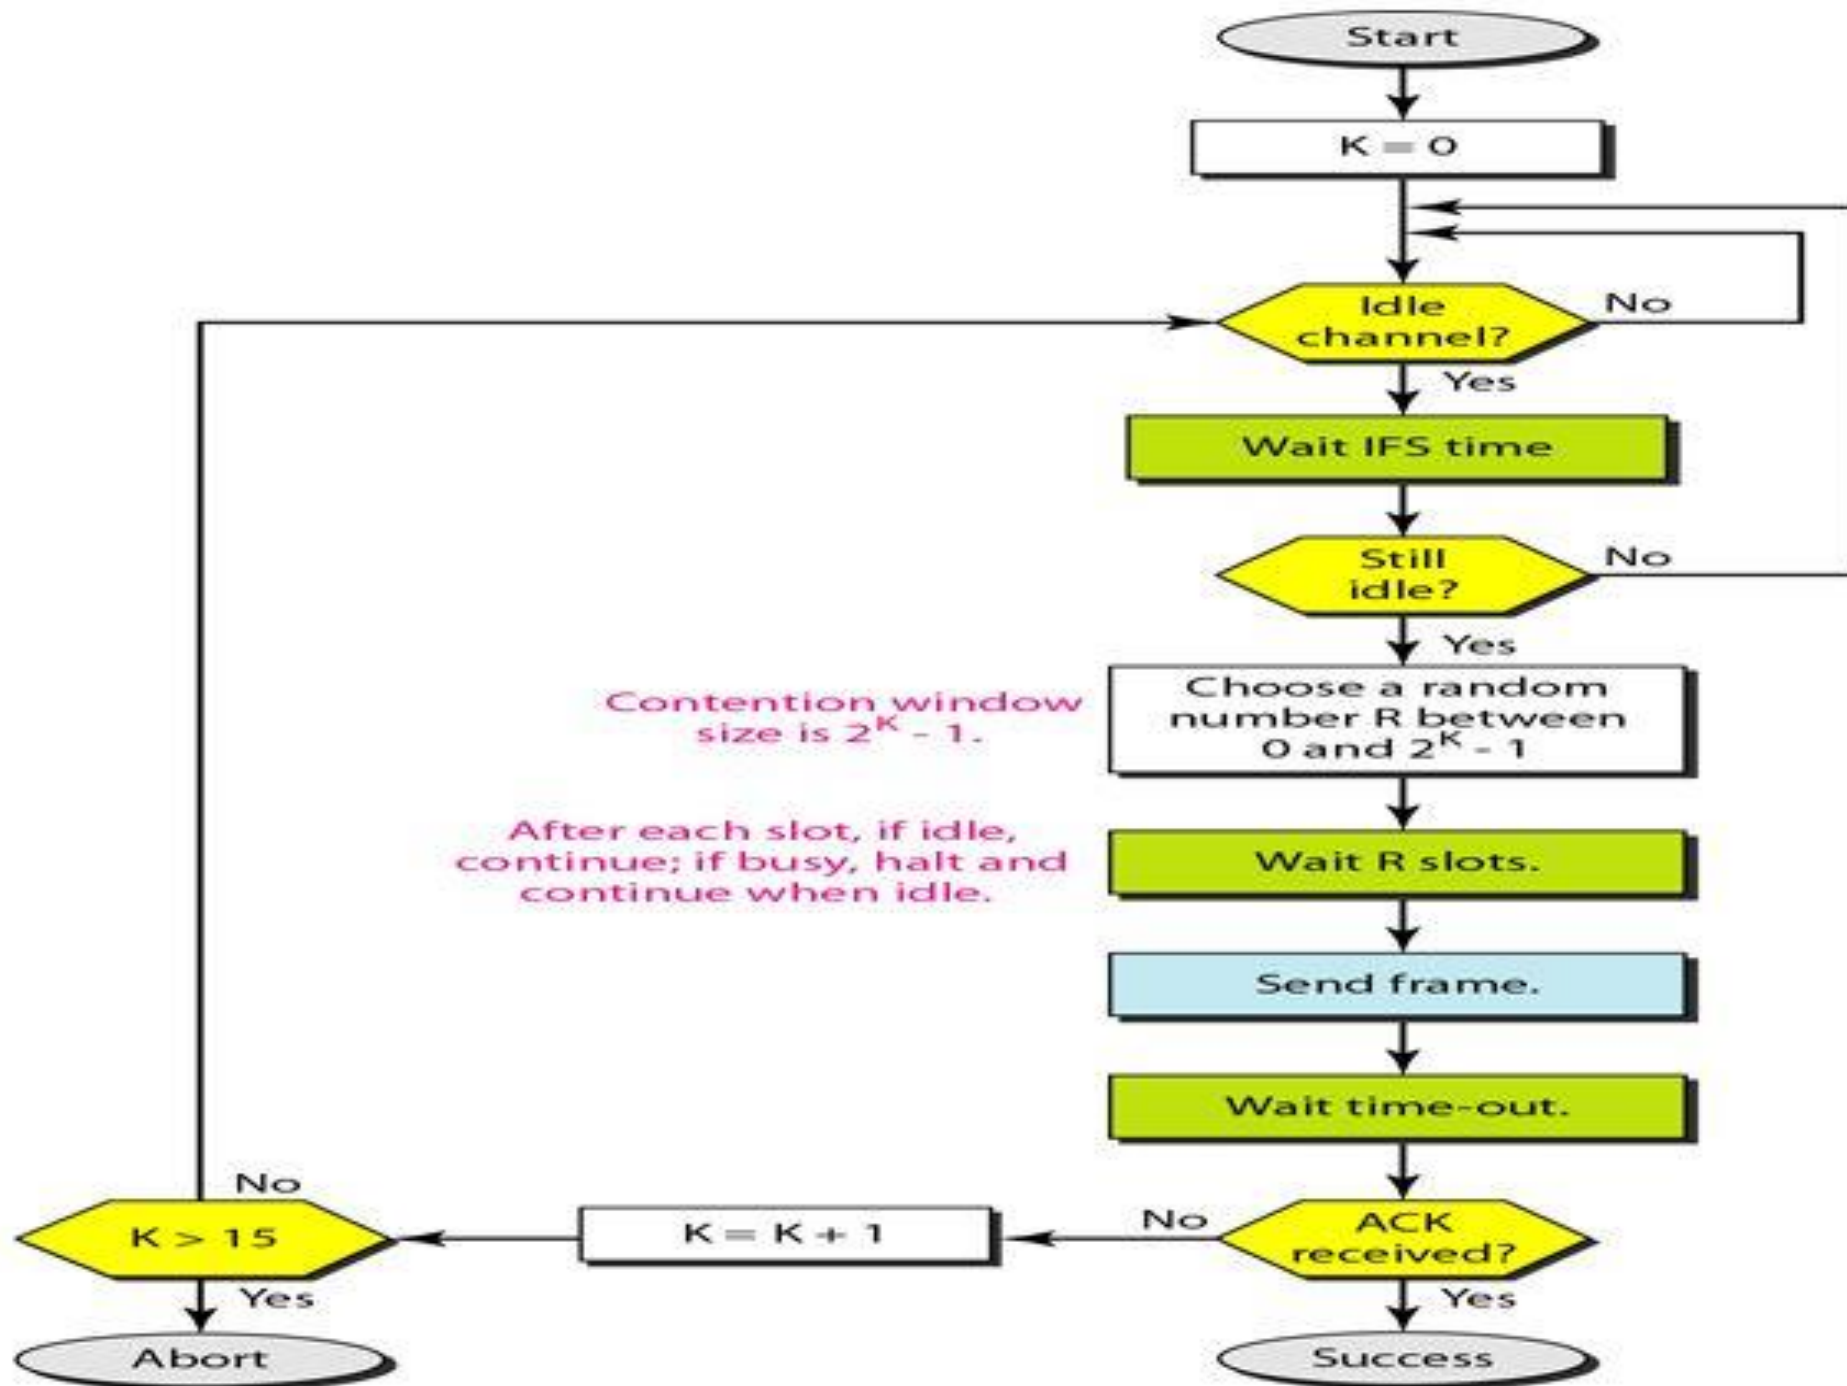 Start
K = 0
Idle
channel?
No
Yes
Wait IFS time
Still
idle?
No
Yes
Contention window
size is 2^K - 1.
Choose a random
number R between
0 and 2^K - 1
After each slot, if idle,
continue; if busy, halt and
continue when idle.
Wait R slots.
Send frame.
Wait time-out.
ACK
received?
No
Yes
K = K + 1
K > 15
No
Yes
Abort
Success